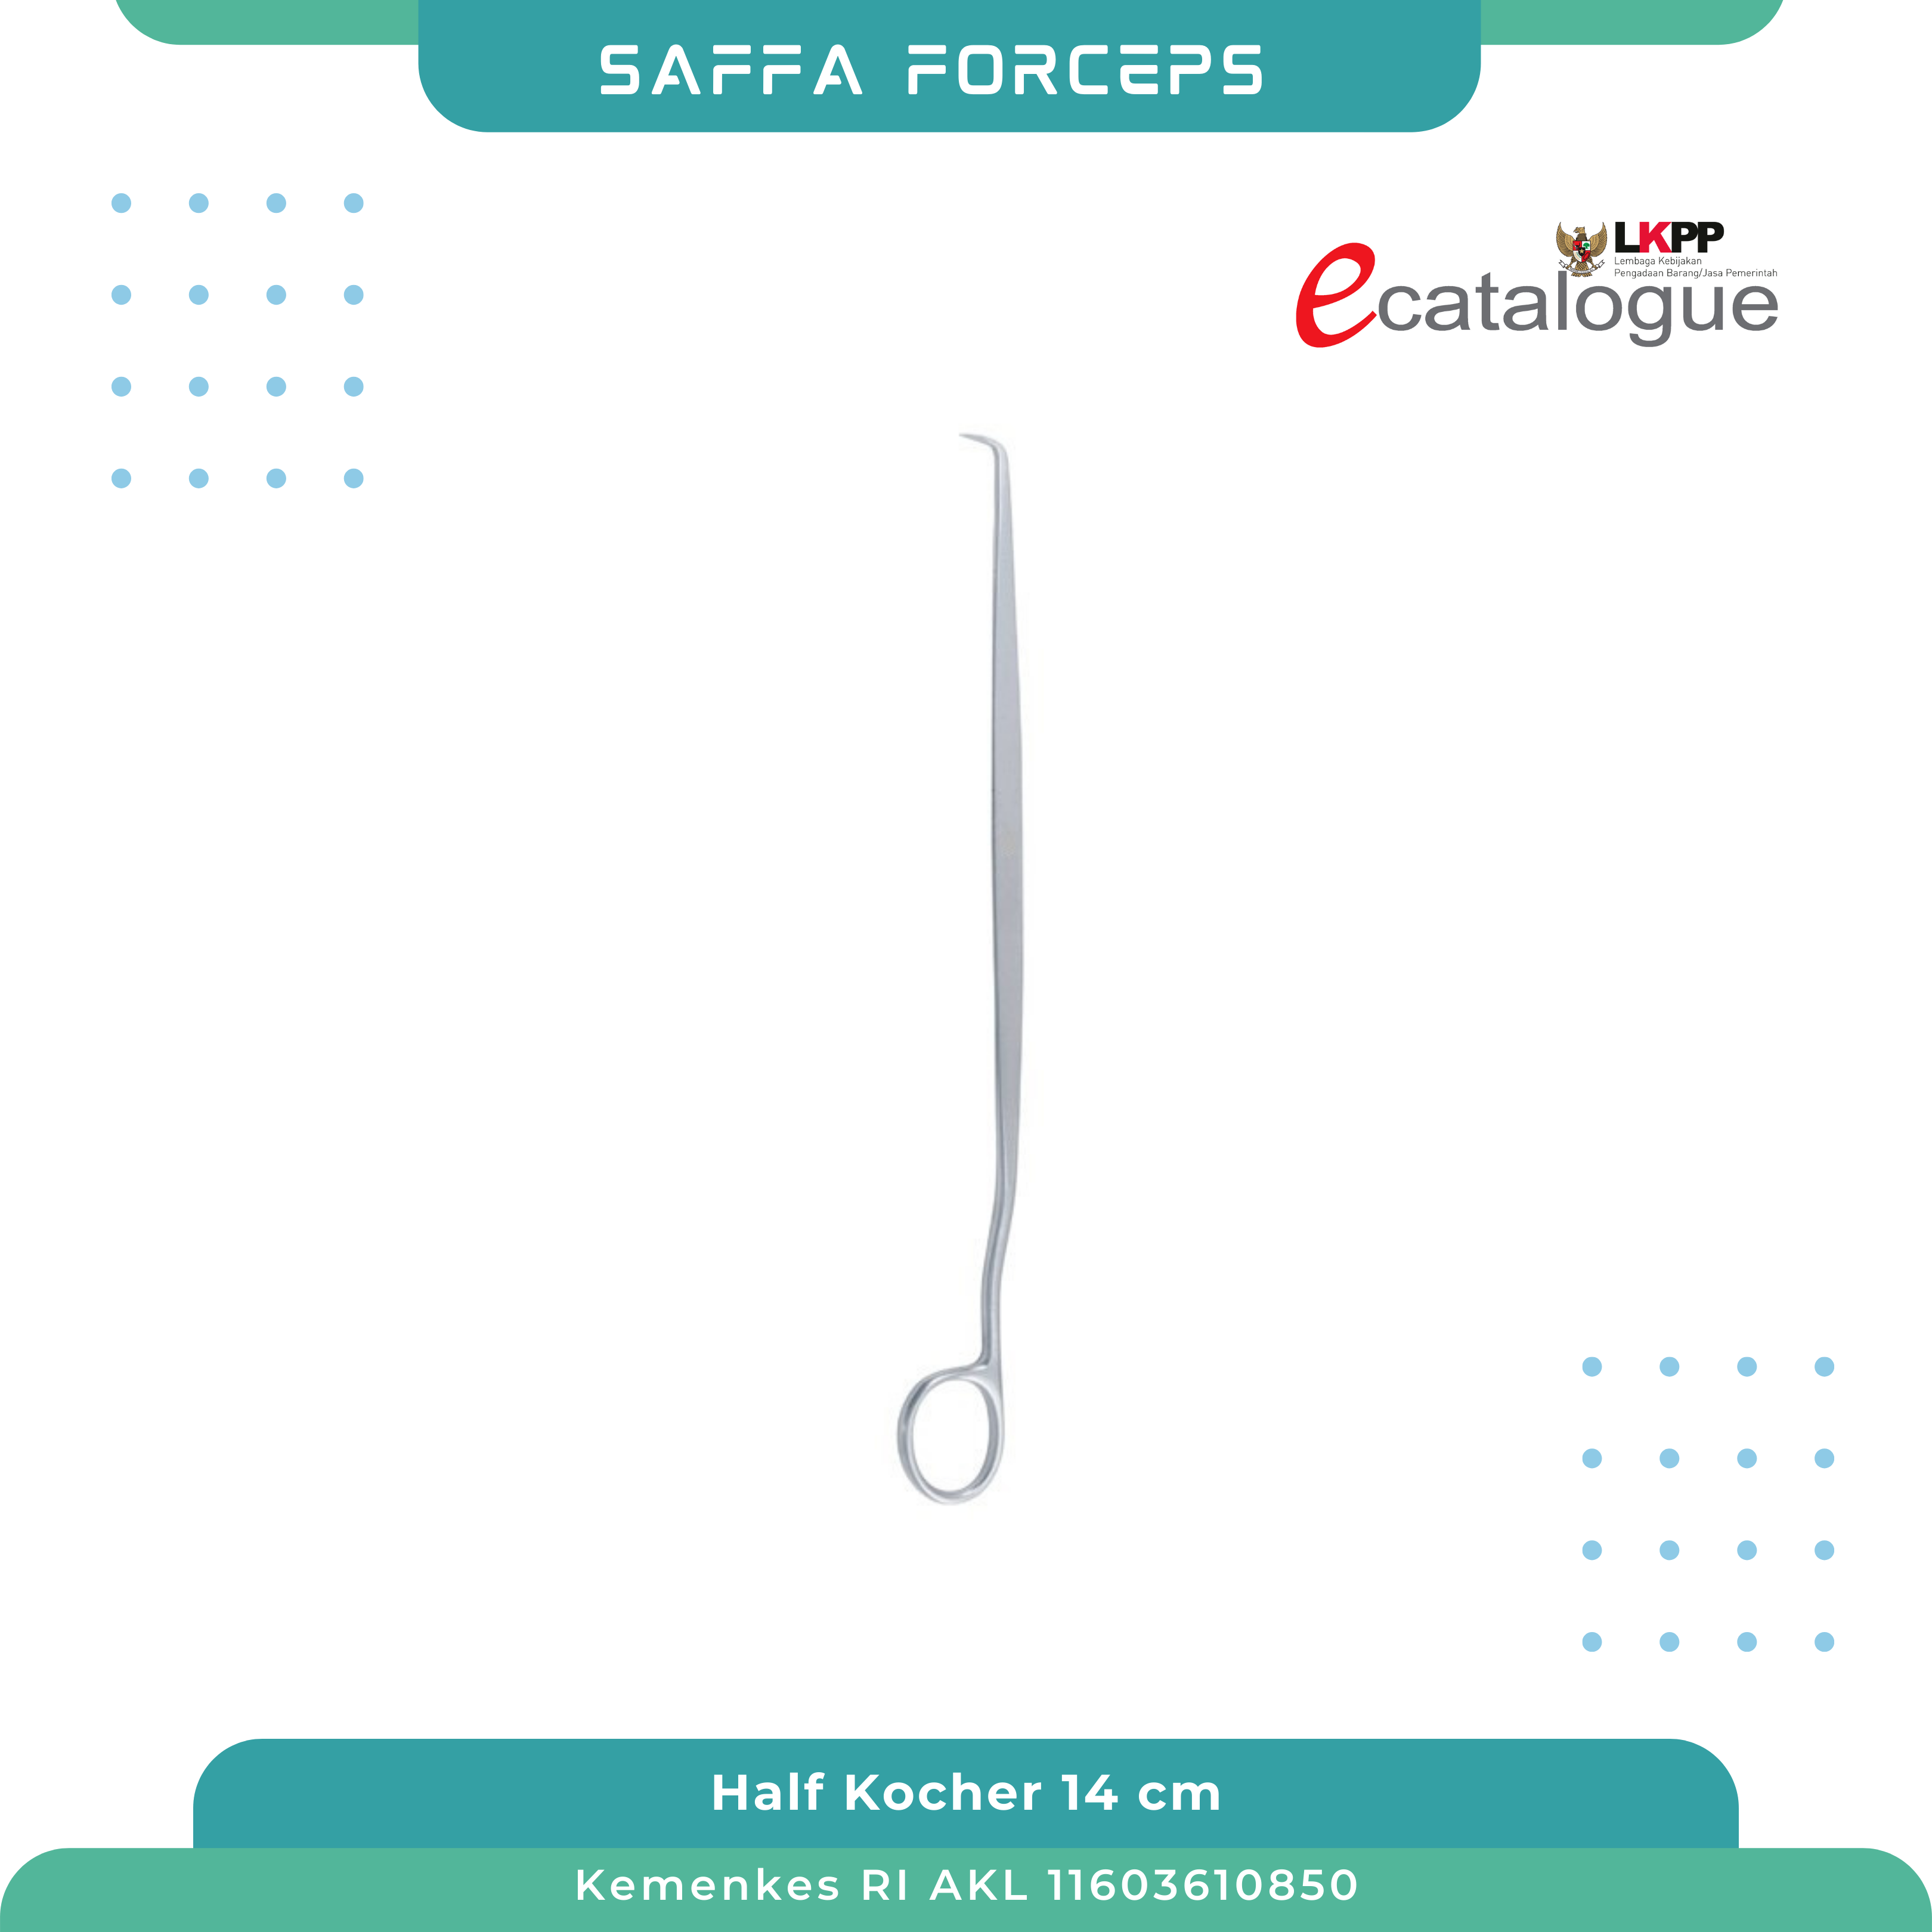 SAFFA FORCEPS
LKPP
Lembaga Kebijakan
Pengadaan Barang/Jasa Pemerintah
ecatalogue
Half Kocher 14 cm
Kemenkes RI AKL 11603610850